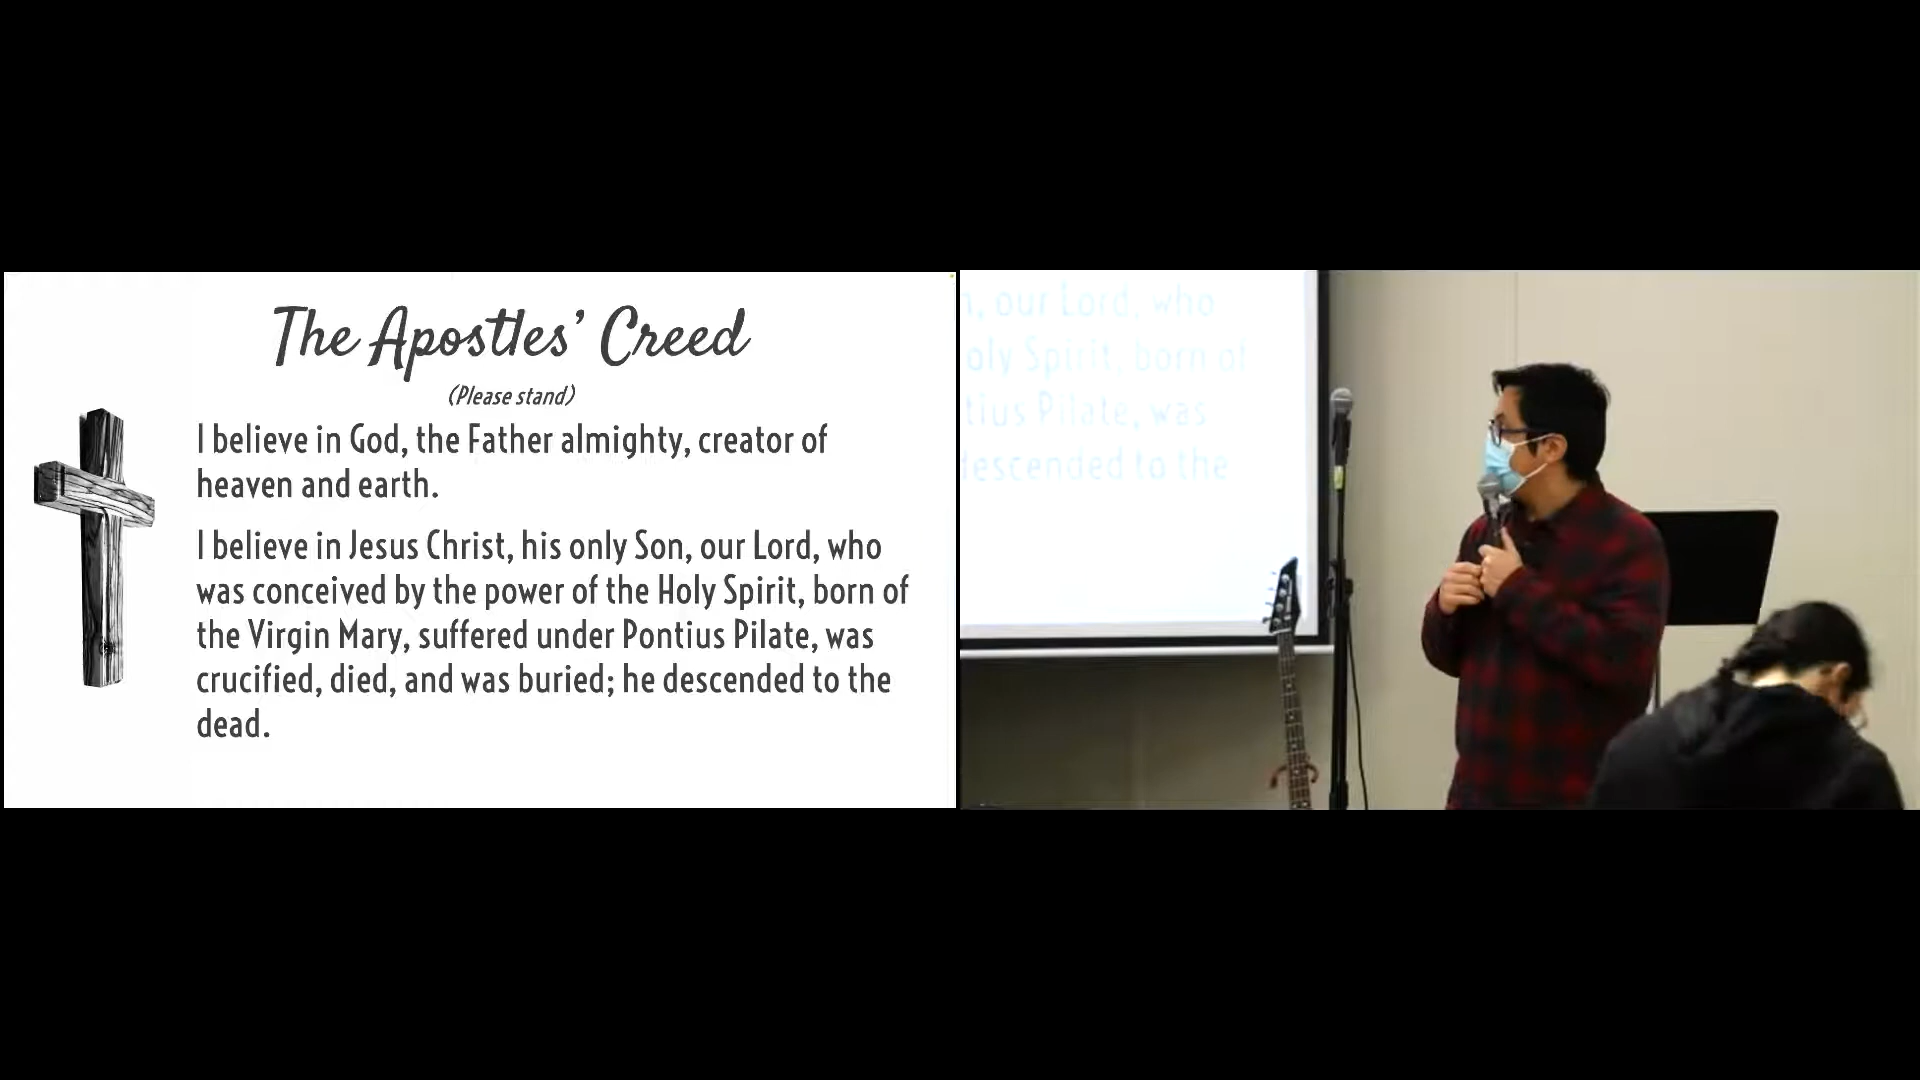 The Apostles' Creed
(Please stand)
I believe in God, the Father almighty, creator of
heaven and earth.
I believe in Jesus Christ, his only Son, our Lord, who
was conceived by the power of the Holy Spirit, born of
the Virgin Mary, suffered under Pontius Pilate, was
crucified, died, and was buried; he descended to the
dead.
, our Lord, who
oly Spirit, born of
tius Pilate, was
descended to the